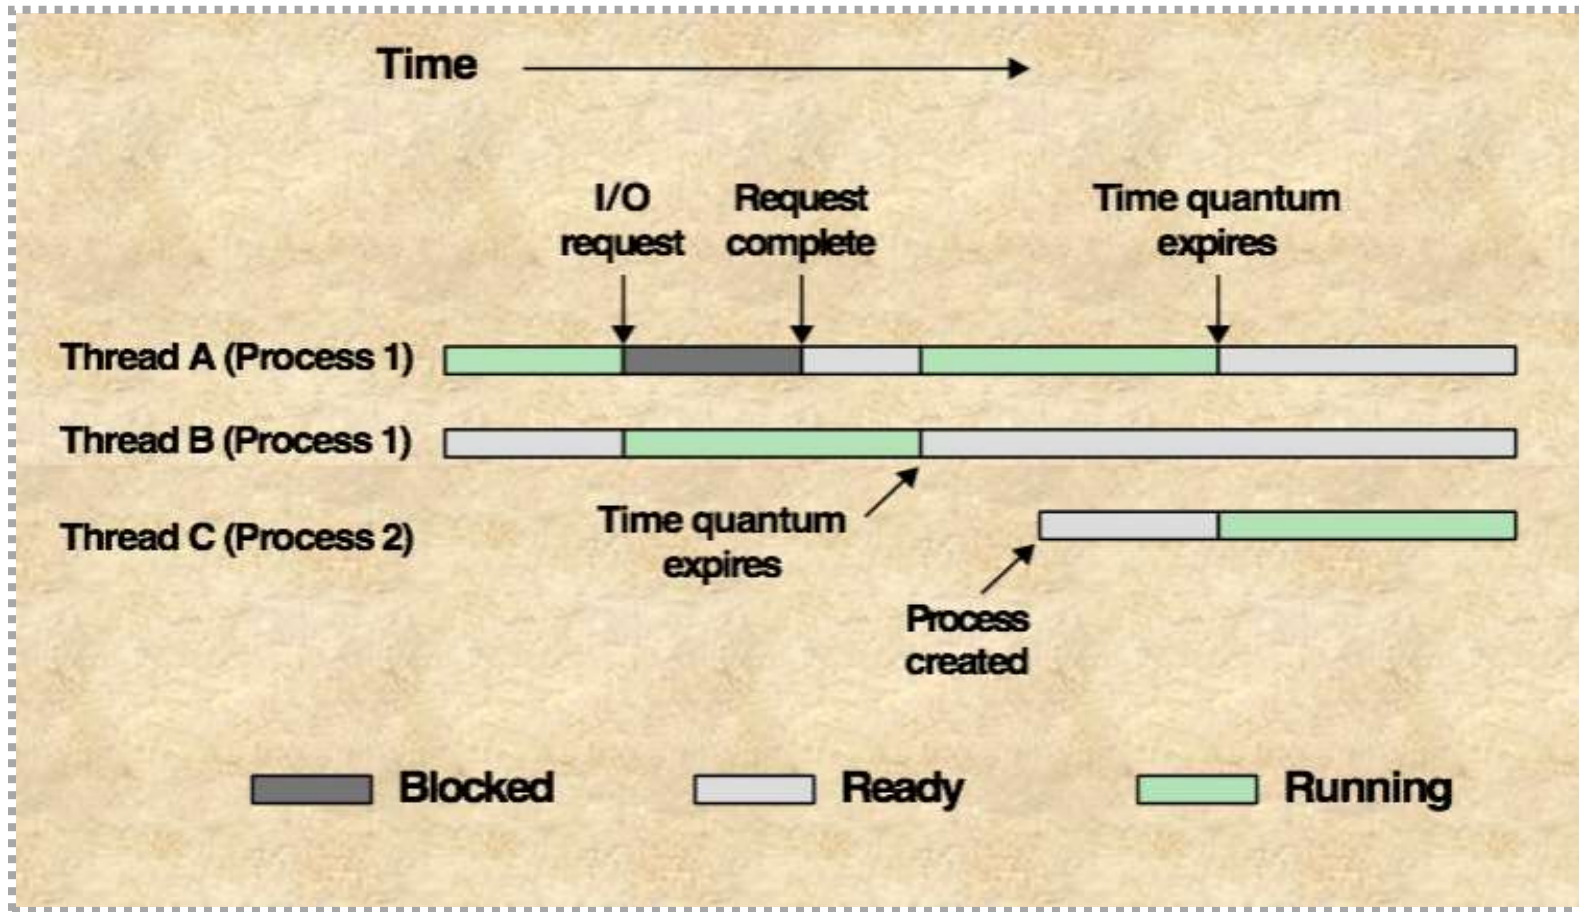 Time
I/O
request
Request
complete
Time quantum
expires
Thread A (Process 1)
Thread B (Process 1)
Thread C (Process 2)
Time quantum
expires
Process
created
Blocked
Ready
Running